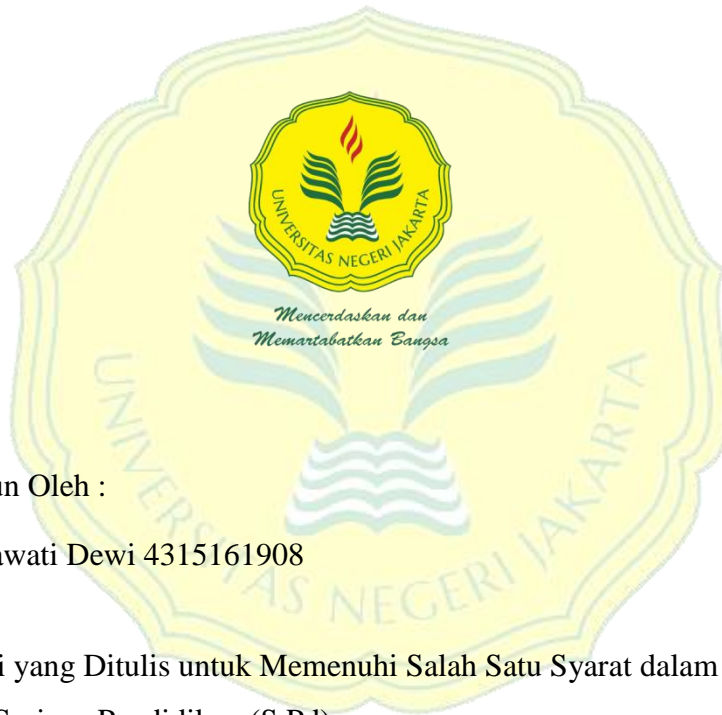 UNIVERSITAS NEGERI JAKARTA
Mencerdaskan dan
Memartabatkan Bangsa
UNIVERSITAS NEGERI JAKARTA
un Oleh :
awati Dewi 4315161908
i yang Ditulis untuk Memenuhi Salah Satu Syarat dalam